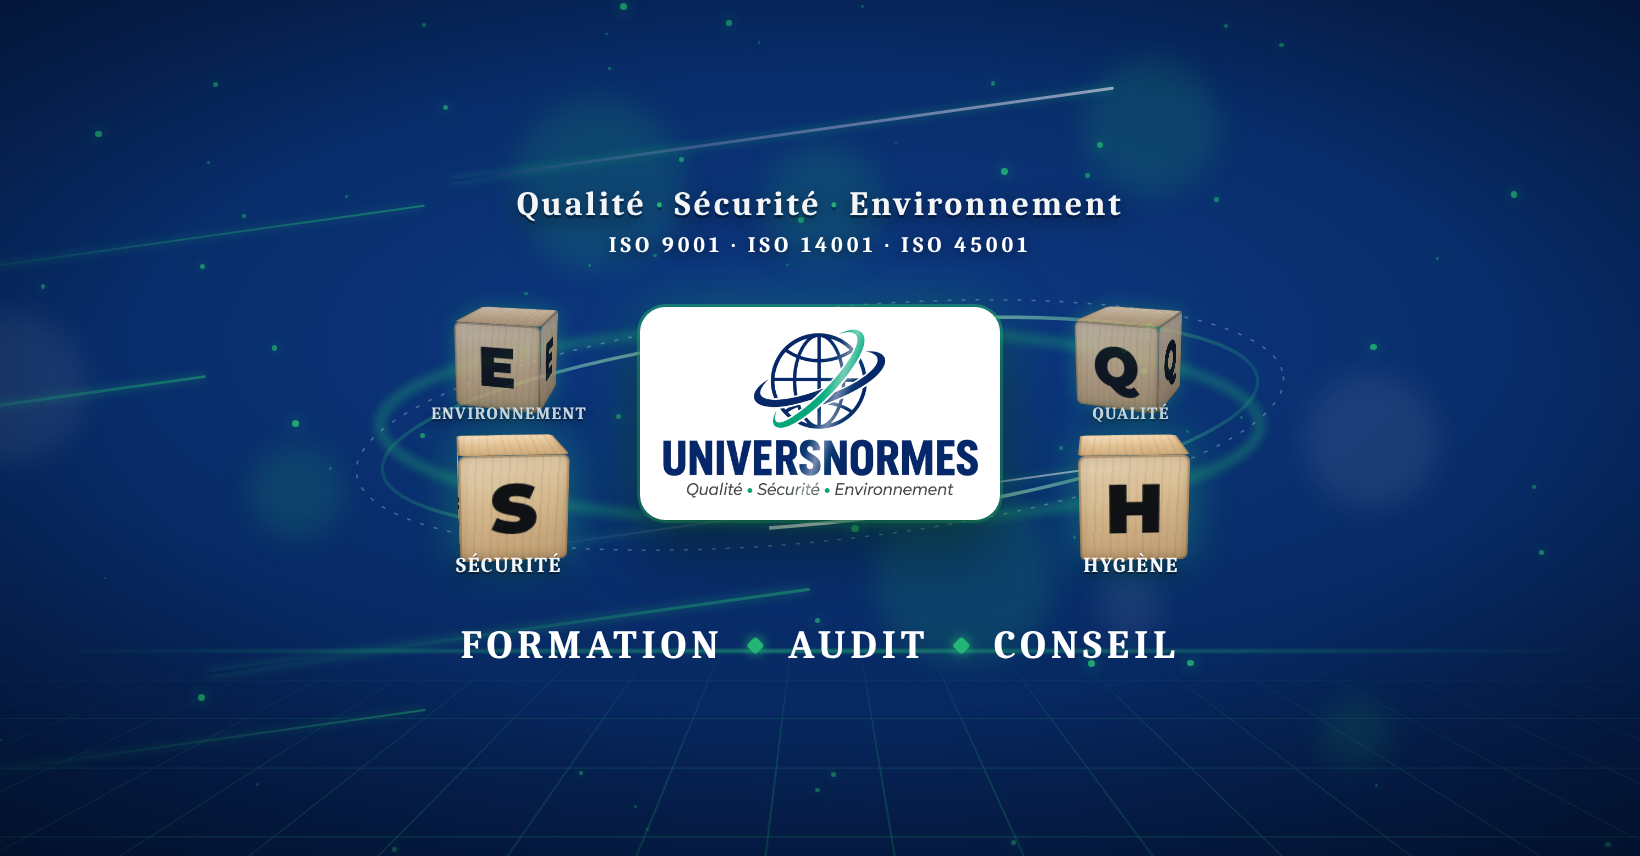 Qualité · Sécurité · Environnement
ISO 9001 · ISO 14001 · ISO 45001
E E
ENVIRONNEMENT
Q Q
QUALITÉ
UNIVERSNORMES
Qualité • Sécurité • Environnement
S
SÉCURITÉ
H
HYGIÈNE
FORMATION ◆ AUDIT ◆ CONSEIL